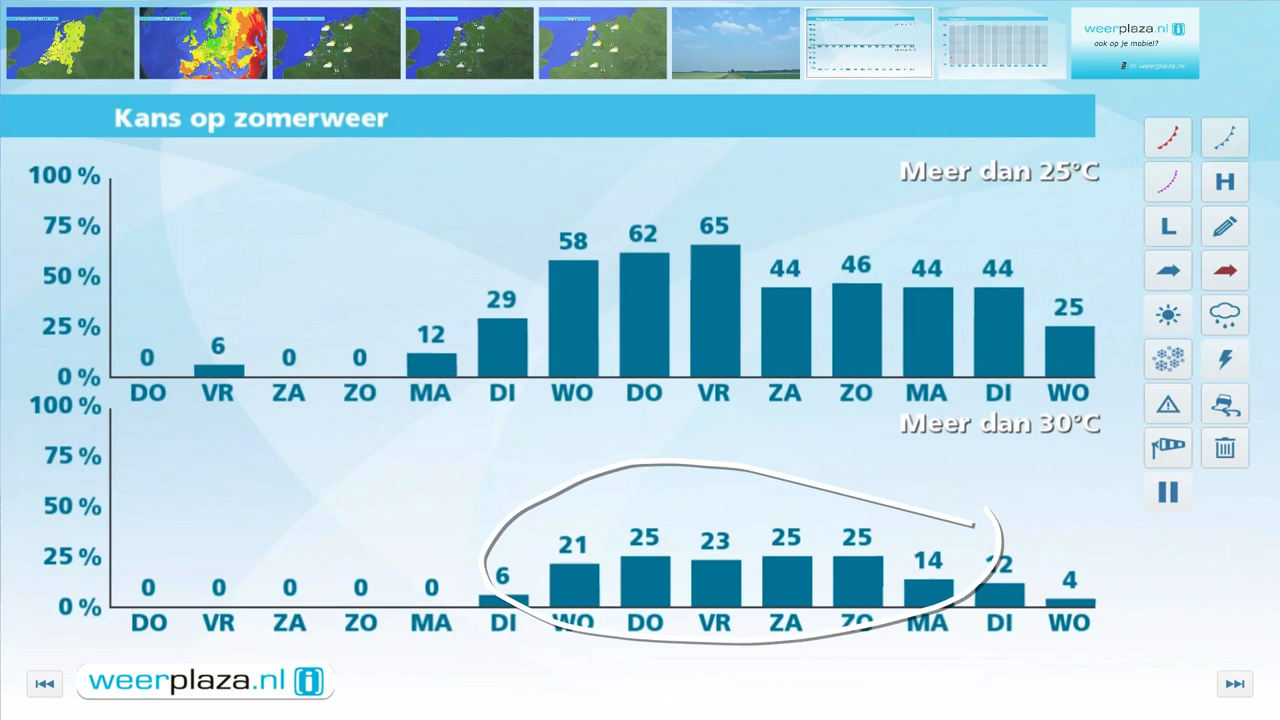 weerplaza.nl
ook op je mobiel?
m.weerplaza.nl
Kans op zomerweer
Meer dan 25°C
100 %
75 %
50 %
25 %
0 %
0 6 0 0 12 29 58 62 65 44 46 44 44 25
DO VR ZA ZO MA DI WO DO VR ZA ZO MA DI WO
Meer dan 30°C
100 %
75 %
50 %
25 %
0 %
0 0 0 0 0 6 21 25 23 25 25 14 12 4
DO VR ZA ZO MA DI WO DO VR ZA ZO MA DI WO
H
L
weerplaza.nl